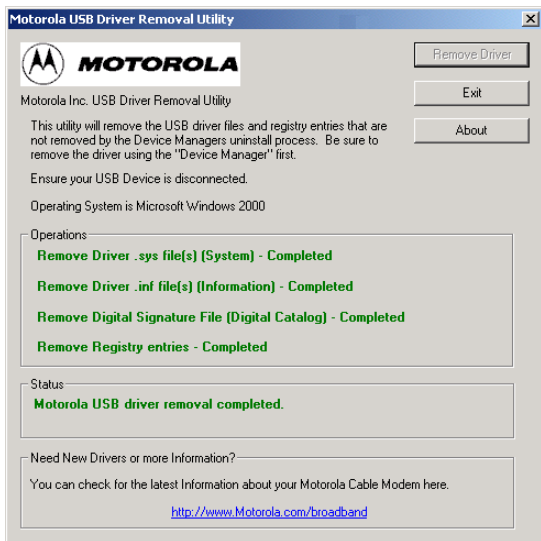 Motorola USB Driver Removal Utility
MOTOROLA
Remove Driver
Motorola Inc. USB Driver Removal Utility
Exit
This utility will remove the USB driver files and registry entries that are
not removed by the Device Managers uninstall process. Be sure to
remove the driver using the "Device Manager" first.
About
Ensure your USB Device is disconnected.
Operating System is Microsoft Windows 2000
Operations
Remove Driver .sys file(s) (System) - Completed
Remove Driver .inf file(s) (Information) - Completed
Remove Digital Signature File (Digital Catalog) - Completed
Remove Registry entries - Completed
Status
Motorola USB driver removal completed.
Need New Drivers or more Information?
You can check for the latest Information about your Motorola Cable Modem here.
http://www.Motorola.com/broadband